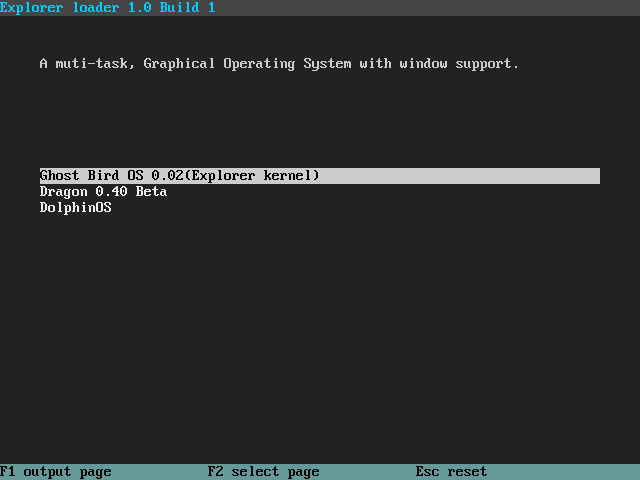 Explorer loader 1.0 Build 1
A muti-task, Graphical Operating System with window support.
Ghost Bird OS 0.02(Explorer kernel)
Dragon 0.40 Beta
DolphinOS
F1 output page F2 select page Esc reset